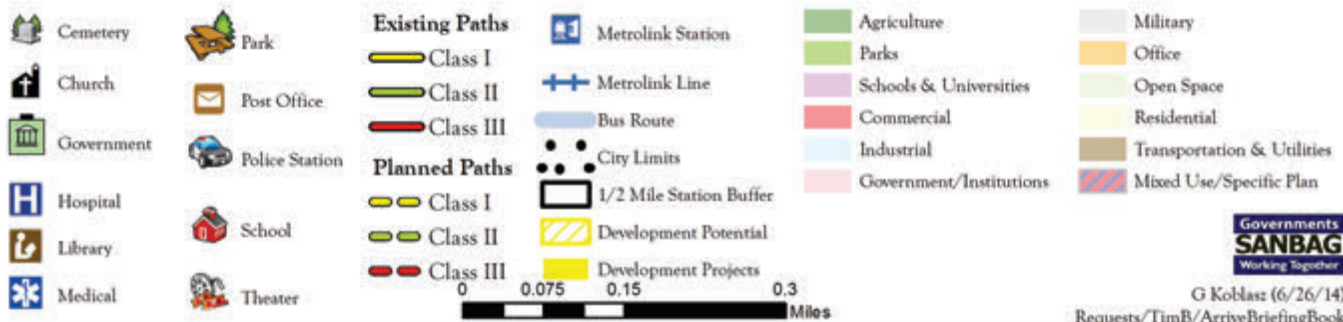 Cemetery
Church
Government
Hospital
Library
Medical
Park
Post Office
Police Station
School
Theater
Existing Paths
Class I
Class II
Class III
Planned Paths
Class I
Class II
Class III
Metrolink Station
Metrolink Line
Bus Route
City Limits
1/2 Mile Station Buffer
Development Potential
Development Projects
0 0.075 0.15 0.3
Miles
Agriculture
Parks
Schools & Universities
Commercial
Industrial
Government/Institutions
Military
Office
Open Space
Residential
Transportation & Utilities
Mixed Use/Specific Plan
Governments
SANBAG
Working Together
G Koblasz (6/26/14)
Requests/TimB/ArriveBriefingBook